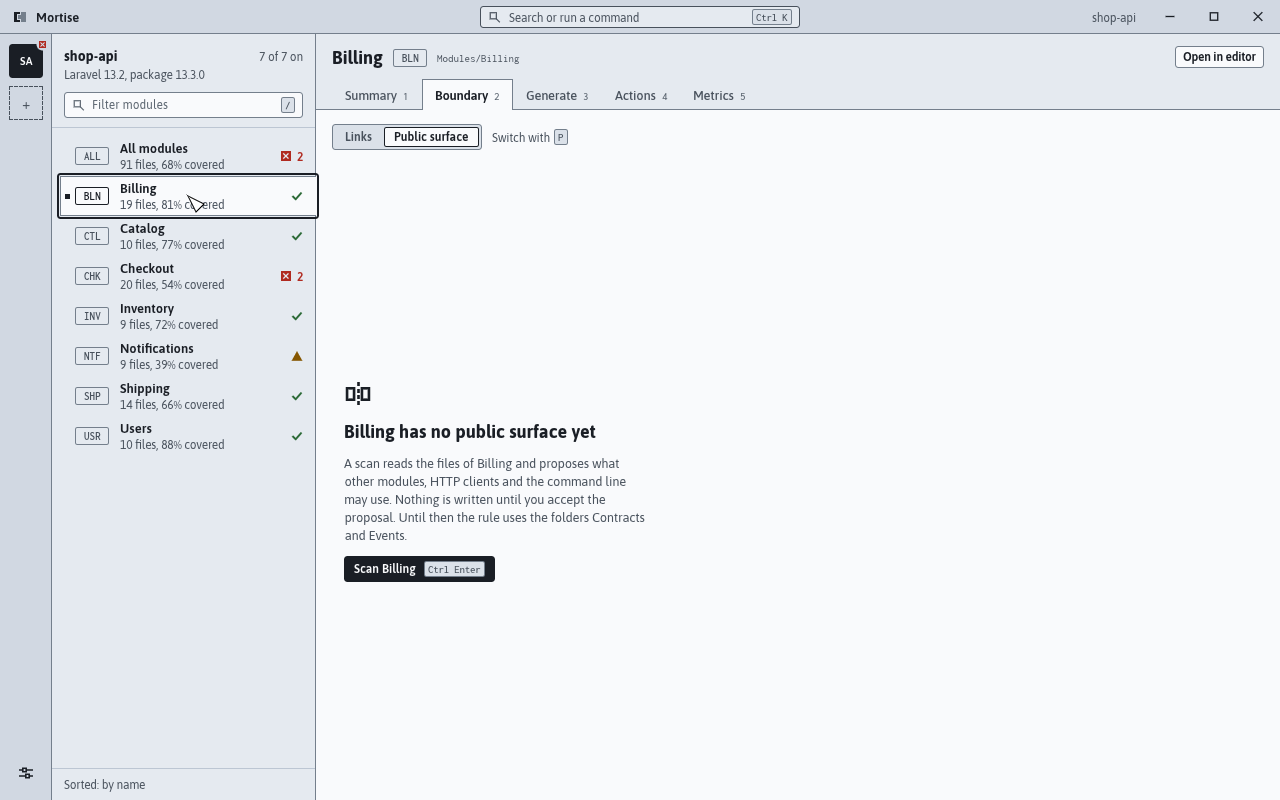 Mortise
Search or run a command
Ctrl K
shop-api
SA
+
shop-api
7 of 7 on
Laravel 13.2, package 13.3.0
Filter modules
/
ALL
All modules
91 files, 68% covered
2
BLN
Billing
19 files, 81% covered
CTL
Catalog
10 files, 77% covered
CHK
Checkout
20 files, 54% covered
2
INV
Inventory
9 files, 72% covered
NTF
Notifications
9 files, 39% covered
SHP
Shipping
14 files, 66% covered
USR
Users
10 files, 88% covered
Sorted: by name
Billing
BLN
Modules/Billing
Open in editor
Summary 1
Boundary 2
Generate 3
Actions 4
Metrics 5
Links
Public surface
Switch with P
Billing has no public surface yet
A scan reads the files of Billing and proposes what
other modules, HTTP clients and the command line
may use. Nothing is written until you accept the
proposal. Until then the rule uses the folders Contracts
and Events.
Scan Billing
Ctrl Enter